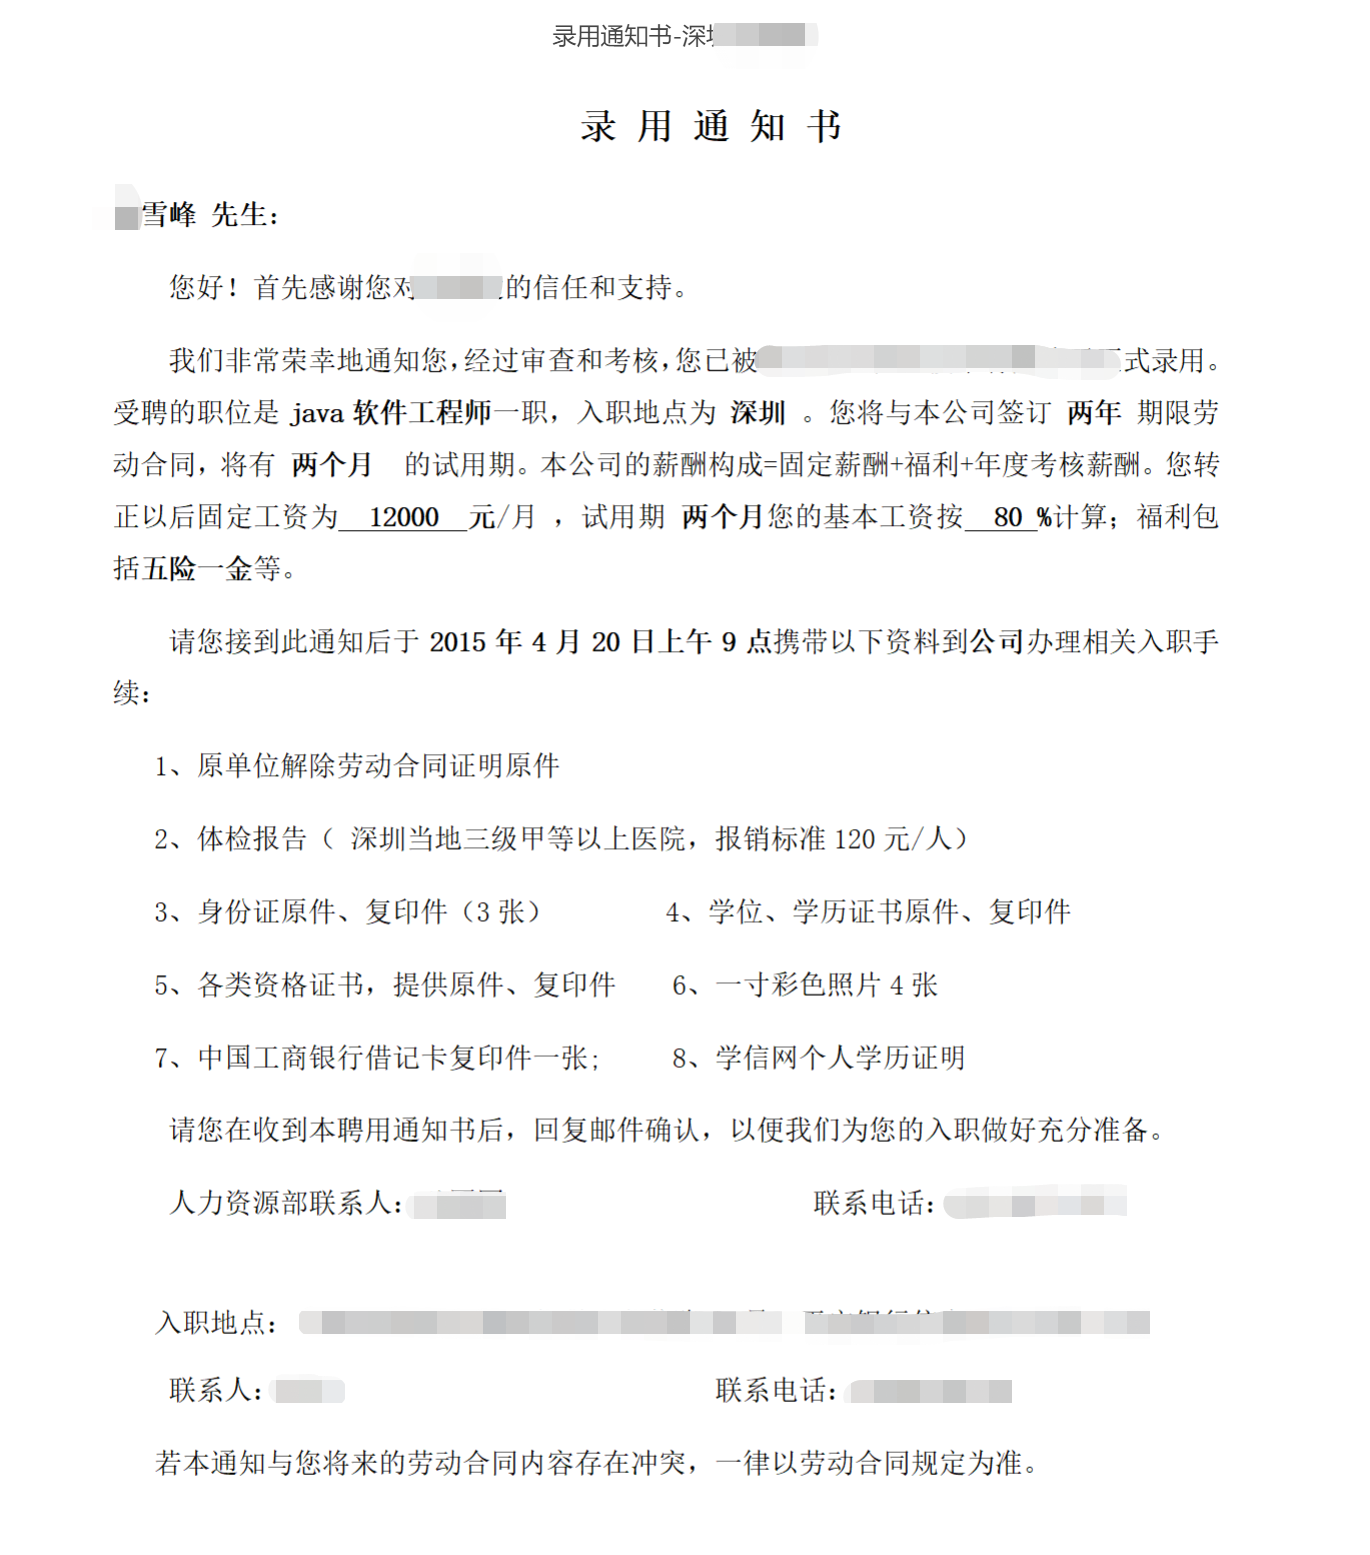 录用通知书-深
录 用 通 知 书
雪峰 先生：
您好！首先感谢您对的信任和支持。
我们非常荣幸地通知您，经过审查和考核，您已被式录用。
受聘的职位是 java 软件工程师一职，入职地点为 深圳 。您将与本公司签订 两年 期限劳
动合同，将有 两个月 的试用期。本公司的薪酬构成=固定薪酬+福利+年度考核薪酬。您转
正以后固定工资为 12000 元/月 ，试用期 两个月您的基本工资按 80 %计算；福利包
括五险一金等。
请您接到此通知后于 2015 年 4 月 20 日上午 9 点携带以下资料到公司办理相关入职手
续：
1、原单位解除劳动合同证明原件
2、体检报告（ 深圳当地三级甲等以上医院，报销标准 120 元/人）
3、身份证原件、复印件（3 张） 4、学位、学历证书原件、复印件
5、各类资格证书，提供原件、复印件 6、一寸彩色照片 4 张
7、中国工商银行借记卡复印件一张; 8、学信网个人学历证明
请您在收到本聘用通知书后，回复邮件确认，以便我们为您的入职做好充分准备。
人力资源部联系人： 联系电话：
入职地点：
联系人： 联系电话：
若本通知与您将来的劳动合同内容存在冲突，一律以劳动合同规定为准。